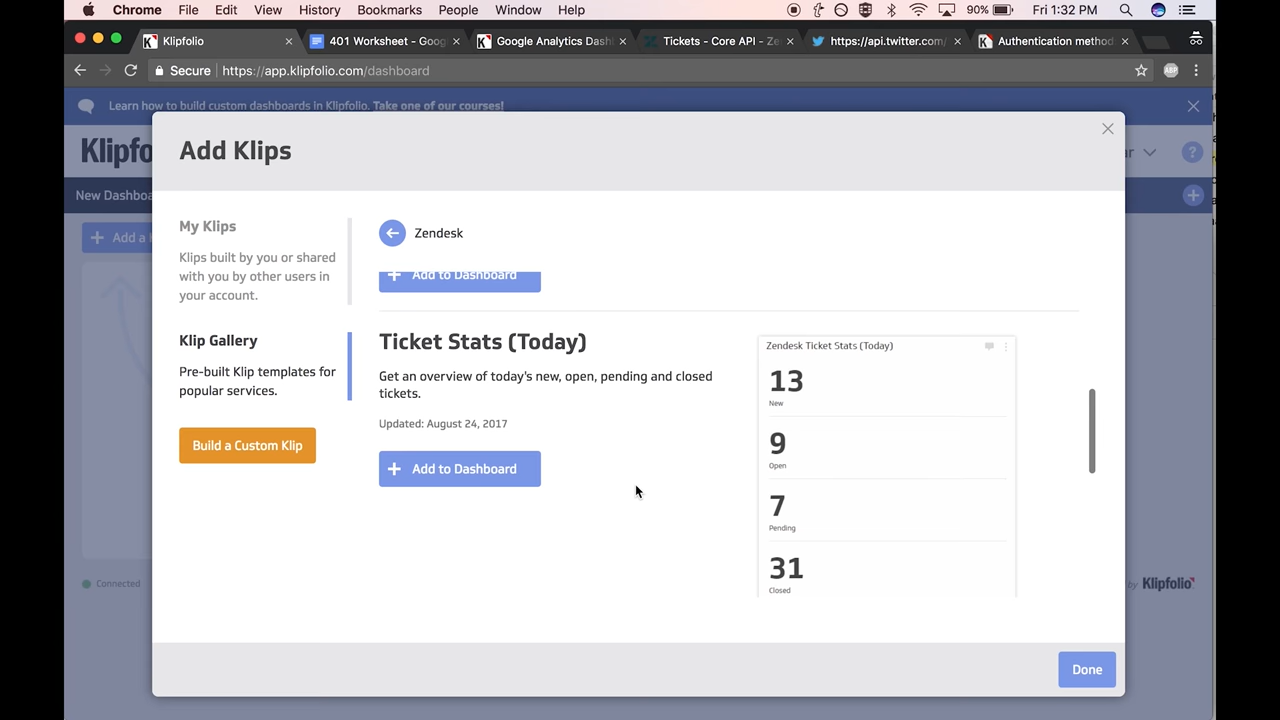 Chrome File Edit View History Bookmarks People Window Help 90% Fri 1:32 PM
Klipfolio
401 Worksheet - Goog
Google Analytics Dash
Tickets - Core API - Ze
https://api.twitter.com/
Authentication method
Secure https://app.klipfolio.com/dashboard ABP
Learn how to build custom dashboards in Klipfolio. Take one of our courses!
Klipfo
?
New Dashboa
+ Add a
Connected
by Klipfolio
Add Klips
My Klips
Klips built by you or shared
with you by other users in
your account.
Klip Gallery
Pre-built Klip templates for
popular services.
Build a Custom Klip
Zendesk
+ Add to Dashboard
Ticket Stats (Today)
Get an overview of today's new, open, pending and closed
tickets.
Updated: August 24, 2017
+ Add to Dashboard
Zendesk Ticket Stats (Today)
13
New
9
Open
7
Pending
31
Closed
Done